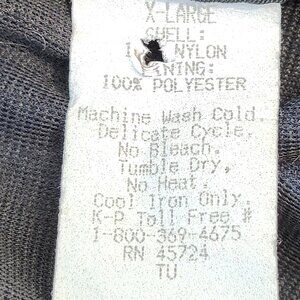 X-LARGE
SHELL:
NYLON
LINING:
100% POLYESTER
Machine Wash Cold.
Delicate Cycle.
No Bleach.
Tumble Dry,
No Heat.
Cool Iron Only.
K-P Toll Free #
1-800-369-4675
RN 45724
TU